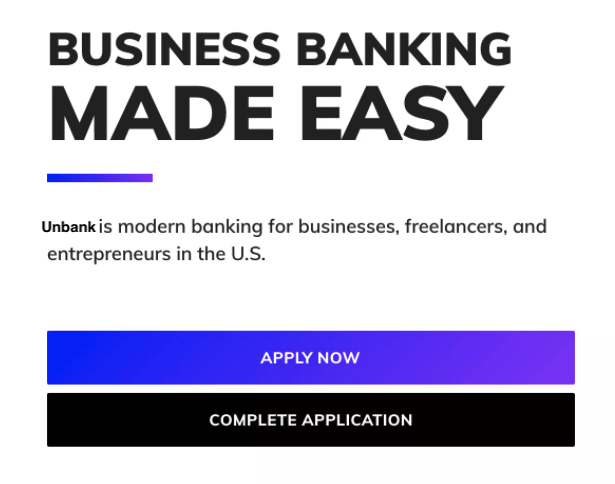 BUSINESS BANKING
MADE EASY
Unbank is modern banking for businesses, freelancers, and
entrepreneurs in the U.S.
APPLY NOW
COMPLETE APPLICATION